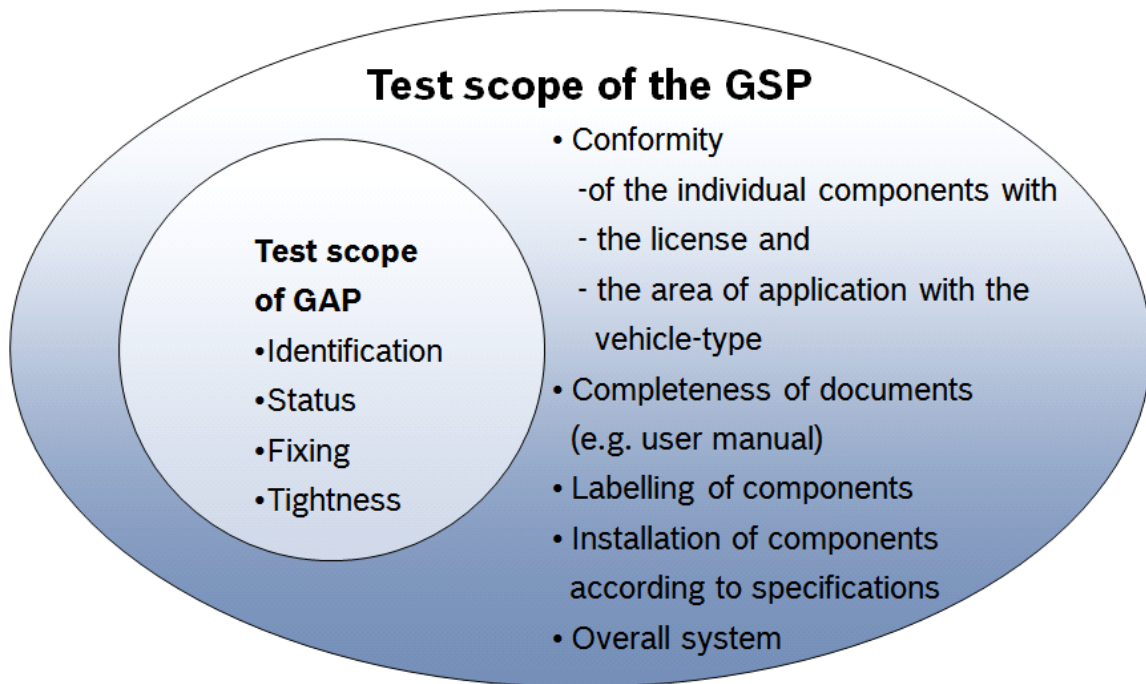 Test scope of the GSP
• Conformity
-of the individual components with
- the license and
- the area of application with the
vehicle-type
• Completeness of documents
(e.g. user manual)
• Labelling of components
• Installation of components
according to specifications
• Overall system
Test scope
of GAP
•Identification
•Status
•Fixing
•Tightness